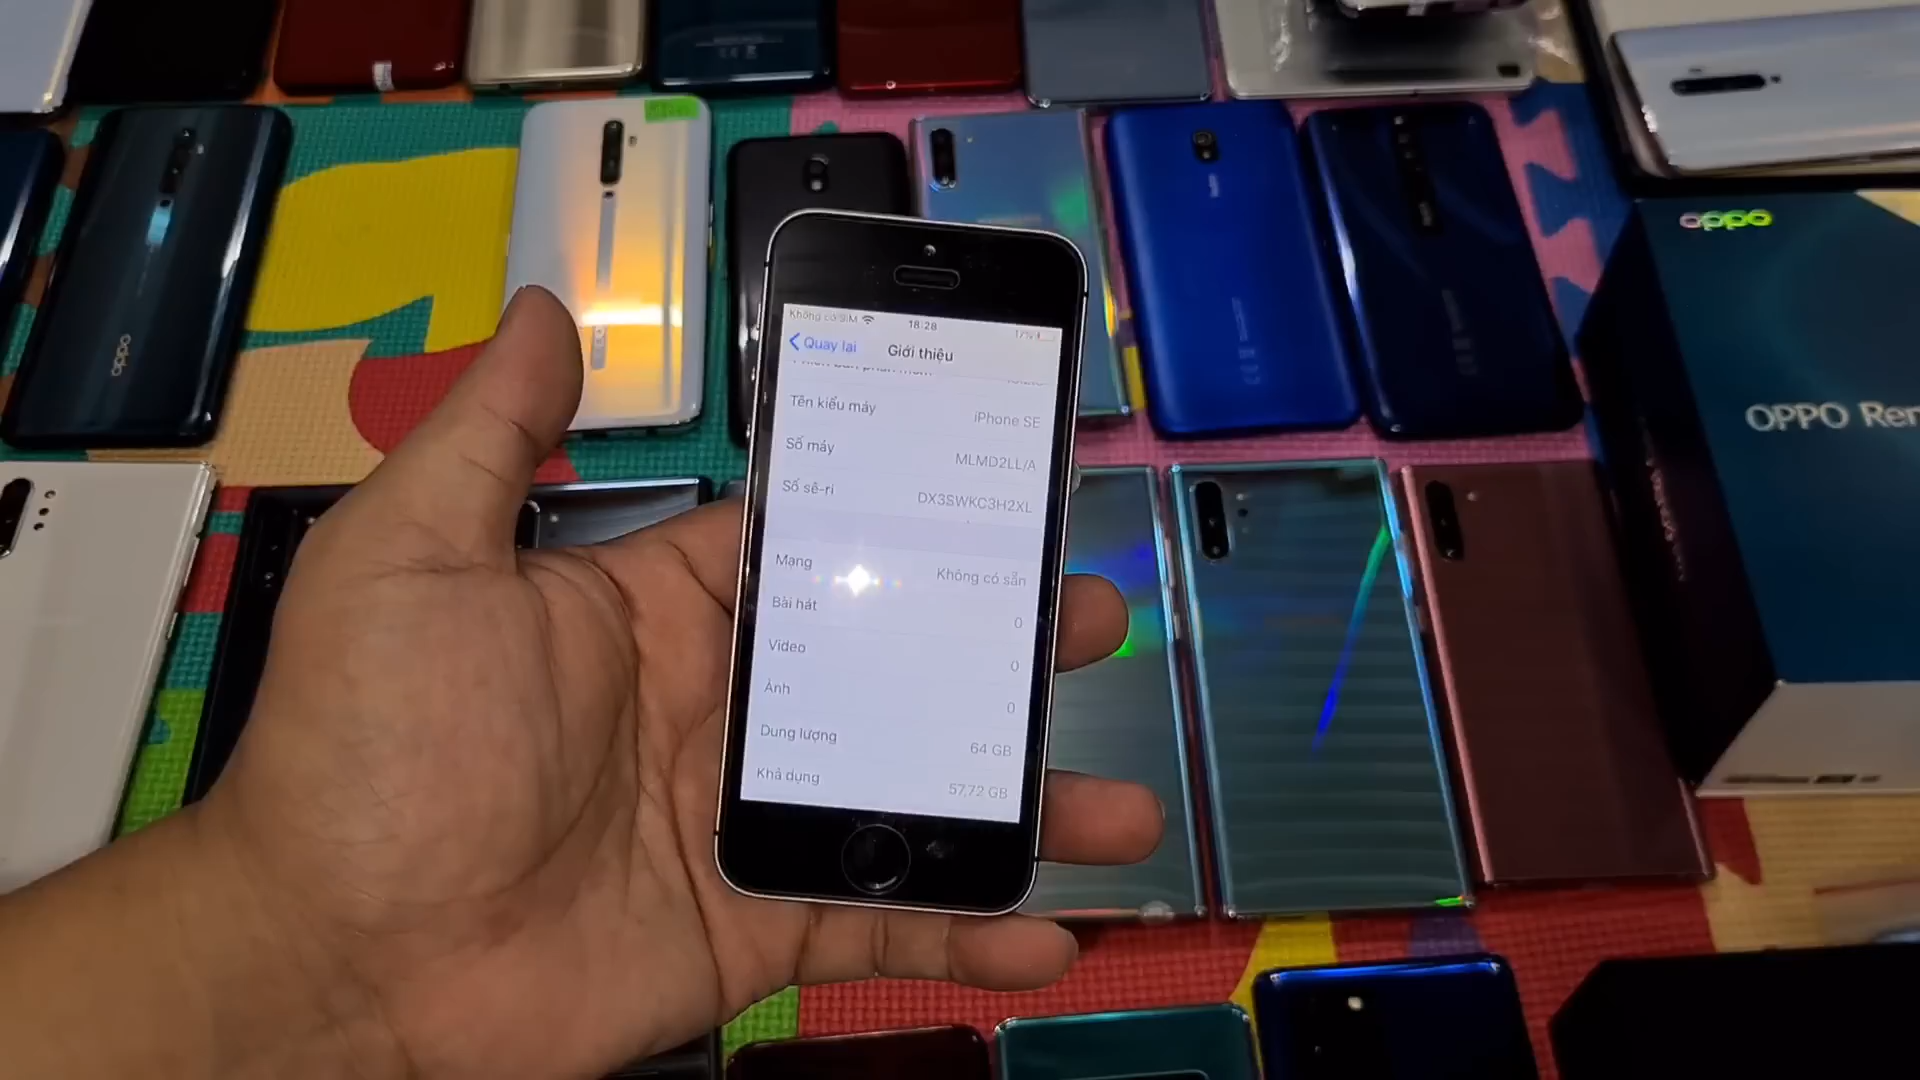 Không có SIM 18:28 17%
Quay lại Giới thiệu
Tên kiểu máy iPhone SE
Số máy MLMD2LL/A
Số sê-ri DX3SWKC3H2XL
Mạng Không có sẵn
Bài hát 0
Video 0
Ảnh 0
Dung lượng 64 GB
Khả dụng 57,72 GB
oppo
OPPO Ren
oppo